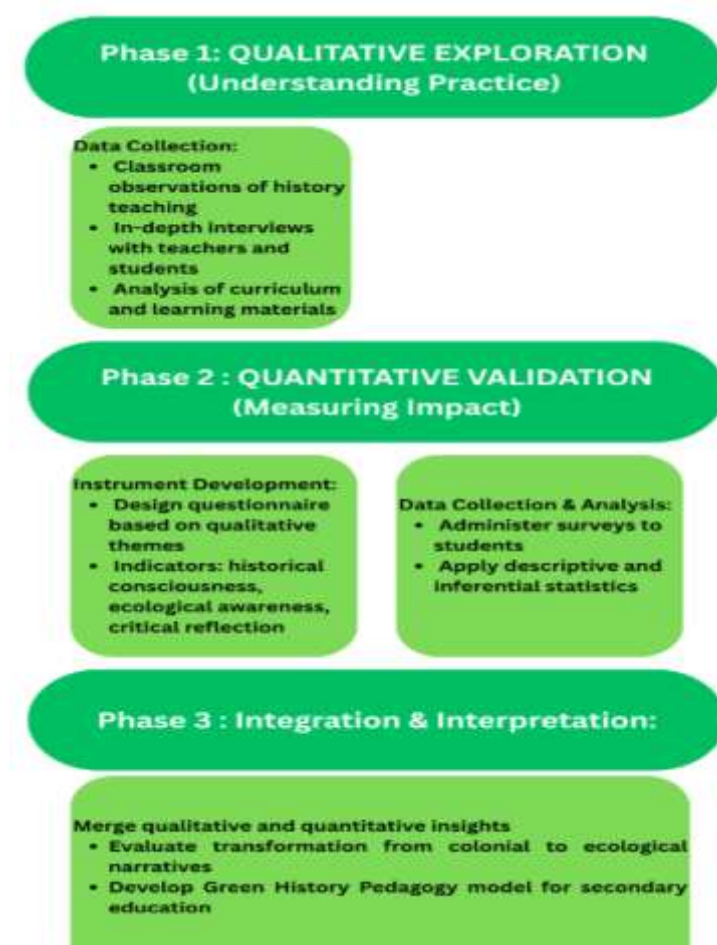 Phase 1: QUALITATIVE EXPLORATION
(Understanding Practice)
Data Collection:
• Classroom
observations of history
teaching
• In-depth interviews
with teachers and
students
• Analysis of curriculum
and learning materials
Phase 2 : QUANTITATIVE VALIDATION
(Measuring Impact)
Instrument Development:
• Design questionnaire
based on qualitative
themes
• Indicators: historical
consciousness,
ecological awareness,
critical reflection
Data Collection & Analysis:
• Administer surveys to
students
• Apply descriptive and
inferential statistics
Phase 3 : Integration & Interpretation:
Merge qualitative and quantitative insights
• Evaluate transformation from colonial to ecological
narratives
• Develop Green History Pedagogy model for secondary
education